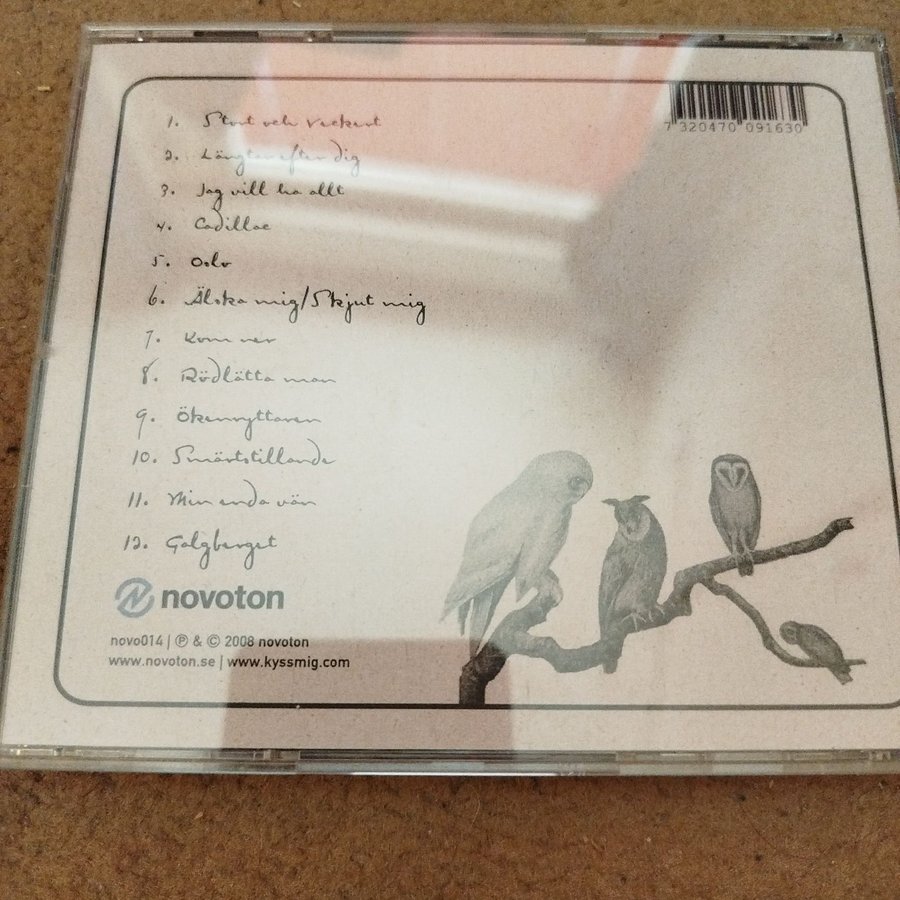 1. Stort och vackert
2. Längtar efter dig
3. Jag vill ha allt
4. Cadillac
5. Oslo
6. Älska mig/Skjut mig
7. Kom ner
8. Rödlätta man
9. Ökenryttaren
10. Smärtstillande
11. Min enda vän
12. Galgberget
7 320470 091630
novoton
novo014 | ℗ & © 2008 novoton
www.novoton.se | www.kyssmig.com